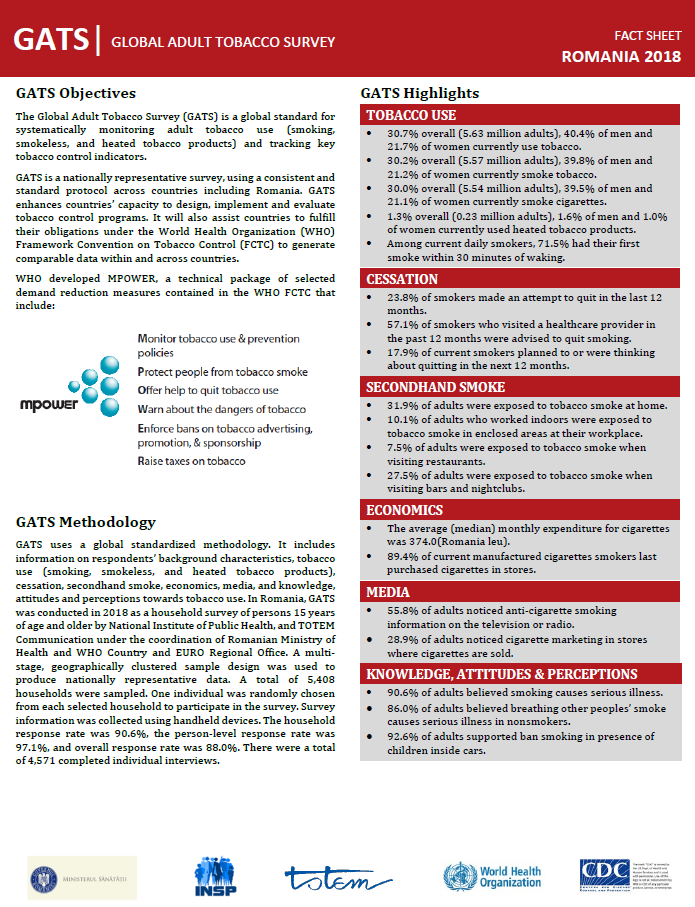 GATS | GLOBAL ADULT TOBACCO SURVEY
FACT SHEET
ROMANIA 2018
GATS Objectives
The Global Adult Tobacco Survey (GATS) is a global standard for
systematically monitoring adult tobacco use (smoking,
smokeless, and heated tobacco products) and tracking key
tobacco control indicators.
GATS is a nationally representative survey, using a consistent and
standard protocol across countries including Romania. GATS
enhances countries' capacity to design, implement and evaluate
tobacco control programs. It will also assist countries to fulfill
their obligations under the World Health Organization (WHO)
Framework Convention on Tobacco Control (FCTC) to generate
comparable data within and across countries.
WHO developed MPOWER, a technical package of selected
demand reduction measures contained in the WHO FCTC that
include:
mpower
Monitor tobacco use & prevention
policies
Protect people from tobacco smoke
Offer help to quit tobacco use
Warn about the dangers of tobacco
Enforce bans on tobacco advertising,
promotion, & sponsorship
Raise taxes on tobacco
GATS Methodology
GATS uses a global standardized methodology. It includes
information on respondents' background characteristics, tobacco
use (smoking, smokeless, and heated tobacco products),
cessation, secondhand smoke, economics, media, and knowledge,
attitudes and perceptions towards tobacco use. In Romania, GATS
was conducted in 2018 as a household survey of persons 15 years
of age and older by National Institute of Public Health, and TOTEM
Communication under the coordination of Romanian Ministry of
Health and WHO Country and EURO Regional Office. A multi-
stage, geographically clustered sample design was used to
produce nationally representative data. A total of 5,408
households were sampled. One individual was randomly chosen
from each selected household to participate in the survey. Survey
information was collected using handheld devices. The household
response rate was 90.6%, the person-level response rate was
97.1%, and overall response rate was 88.0%. There were a total
of 4,571 completed individual interviews.
GATS Highlights
TOBACCO USE
• 30.7% overall (5.63 million adults), 40.4% of men and
21.7% of women currently use tobacco.
• 30.2% overall (5.57 million adults), 39.8% of men and
21.2% of women currently smoke tobacco.
• 30.0% overall (5.54 million adults), 39.5% of men and
21.1% of women currently smoke cigarettes.
• 1.3% overall (0.23 million adults), 1.6% of men and 1.0%
of women currently used heated tobacco products.
• Among current daily smokers, 71.5% had their first
smoke within 30 minutes of waking.
CESSATION
• 23.8% of smokers made an attempt to quit in the last 12
months.
• 57.1% of smokers who visited a healthcare provider in
the past 12 months were advised to quit smoking.
• 17.9% of current smokers planned to or were thinking
about quitting in the next 12 months.
SECONDHAND SMOKE
• 31.9% of adults were exposed to tobacco smoke at home.
• 10.1% of adults who worked indoors were exposed to
tobacco smoke in enclosed areas at their workplace.
• 7.5% of adults were exposed to tobacco smoke when
visiting restaurants.
• 27.5% of adults were exposed to tobacco smoke when
visiting bars and nightclubs.
ECONOMICS
• The average (median) monthly expenditure for cigarettes
was 374.0(Romania leu).
• 89.4% of current manufactured cigarettes smokers last
purchased cigarettes in stores.
MEDIA
• 55.8% of adults noticed anti-cigarette smoking
information on the television or radio.
• 28.9% of adults noticed cigarette marketing in stores
where cigarettes are sold.
KNOWLEDGE, ATTITUDES & PERCEPTIONS
• 90.6% of adults believed smoking causes serious illness.
• 86.0% of adults believed breathing other peoples' smoke
causes serious illness in nonsmokers.
• 92.6% of adults supported ban smoking in presence of
children inside cars.
MINISTERUL SĂNĂTĂȚII
INSP
totem
World Health
Organization
CDC